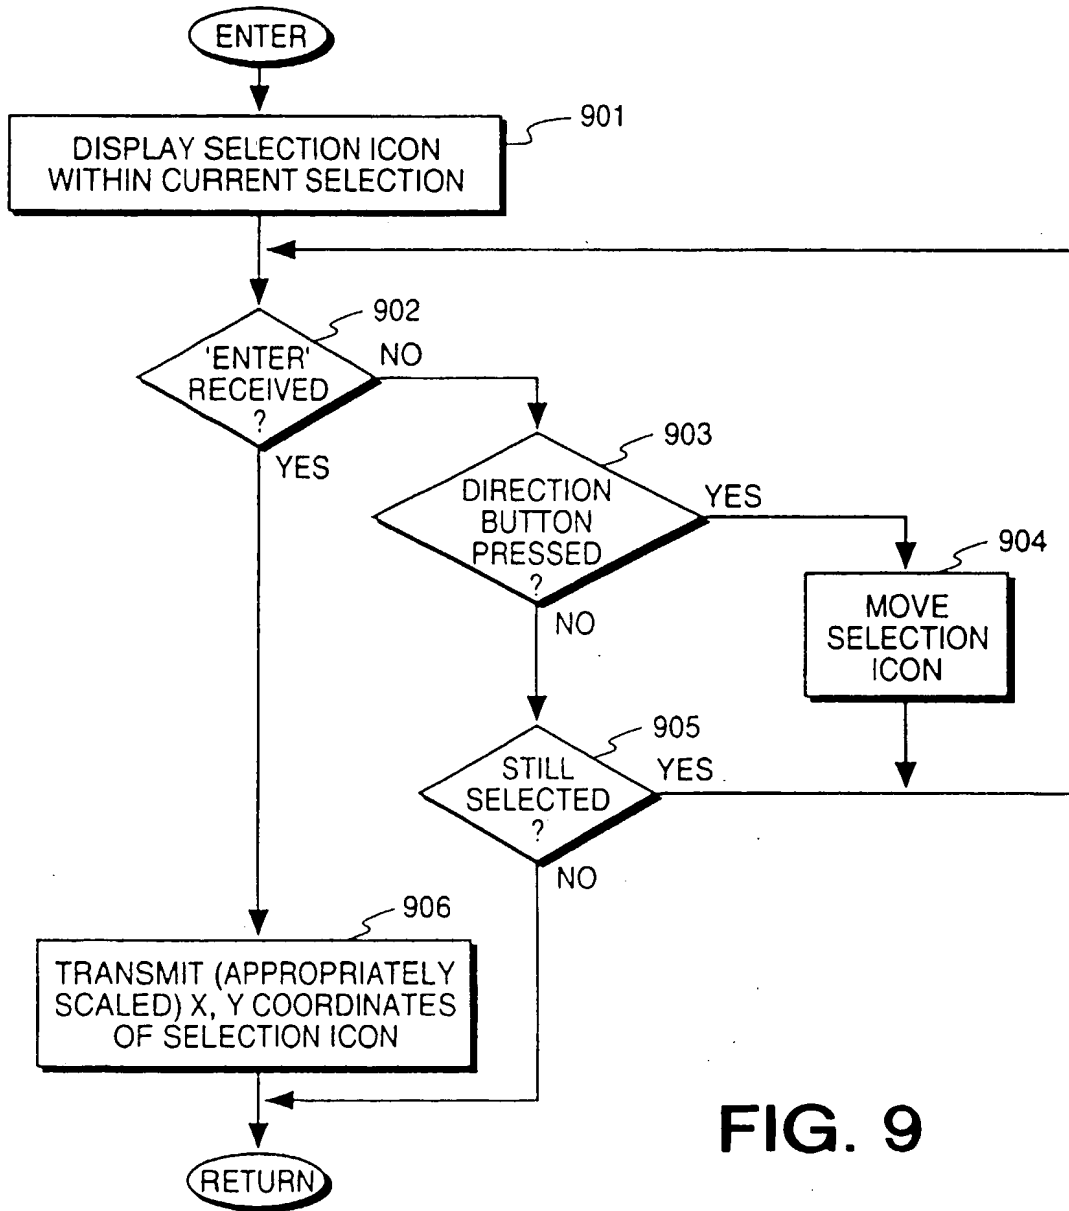 ENTER
901
DISPLAY SELECTION ICON
WITHIN CURRENT SELECTION
902
'ENTER'
RECEIVED
?
NO
YES
903
DIRECTION
BUTTON
PRESSED
?
YES
NO
904
MOVE
SELECTION
ICON
905
STILL
SELECTED
?
YES
NO
906
TRANSMIT (APPROPRIATELY
SCALED) X, Y COORDINATES
OF SELECTION ICON
RETURN
FIG. 9